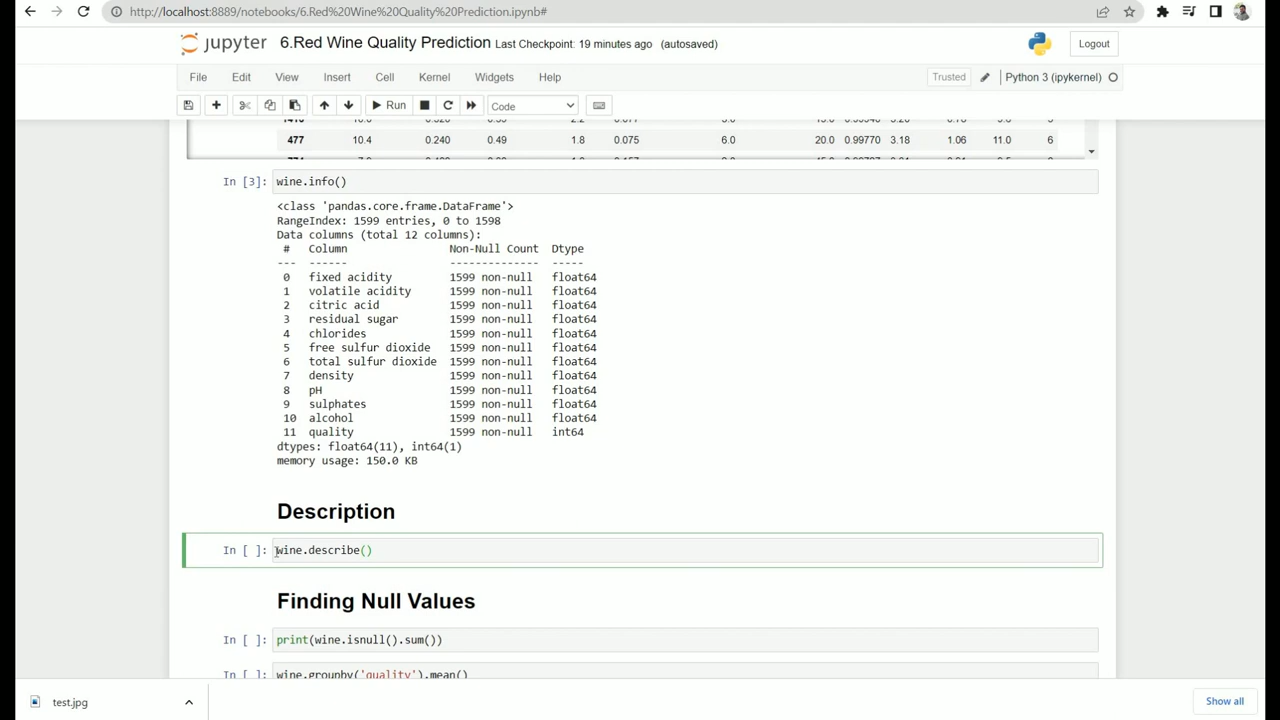 http://localhost:8889/notebooks/6.Red%20Wine%20Quality%20Prediction.ipynb#
jupyter 6.Red Wine Quality Prediction Last Checkpoint: 19 minutes ago (autosaved)
Logout
File Edit View Insert Cell Kernel Widgets Help
Trusted Python 3 (ipykernel)
Run Code
477 10.4 0.240 0.49 1.8 0.075 6.0 20.0 0.99770 3.18 1.06 11.0 6
In [3]: wine.info()
<class 'pandas.core.frame.DataFrame'>
RangeIndex: 1599 entries, 0 to 1598
Data columns (total 12 columns):
# Column Non-Null Count Dtype
--- ------ -------------- -----
0 fixed acidity 1599 non-null float64
1 volatile acidity 1599 non-null float64
2 citric acid 1599 non-null float64
3 residual sugar 1599 non-null float64
4 chlorides 1599 non-null float64
5 free sulfur dioxide 1599 non-null float64
6 total sulfur dioxide 1599 non-null float64
7 density 1599 non-null float64
8 pH 1599 non-null float64
9 sulphates 1599 non-null float64
10 alcohol 1599 non-null float64
11 quality 1599 non-null int64
dtypes: float64(11), int64(1)
memory usage: 150.0 KB
Description
In [ ]: wine.describe()
Finding Null Values
In [ ]: print(wine.isnull().sum())
In [ ]: wine.groupby('quality').mean()
test.jpg
Show all